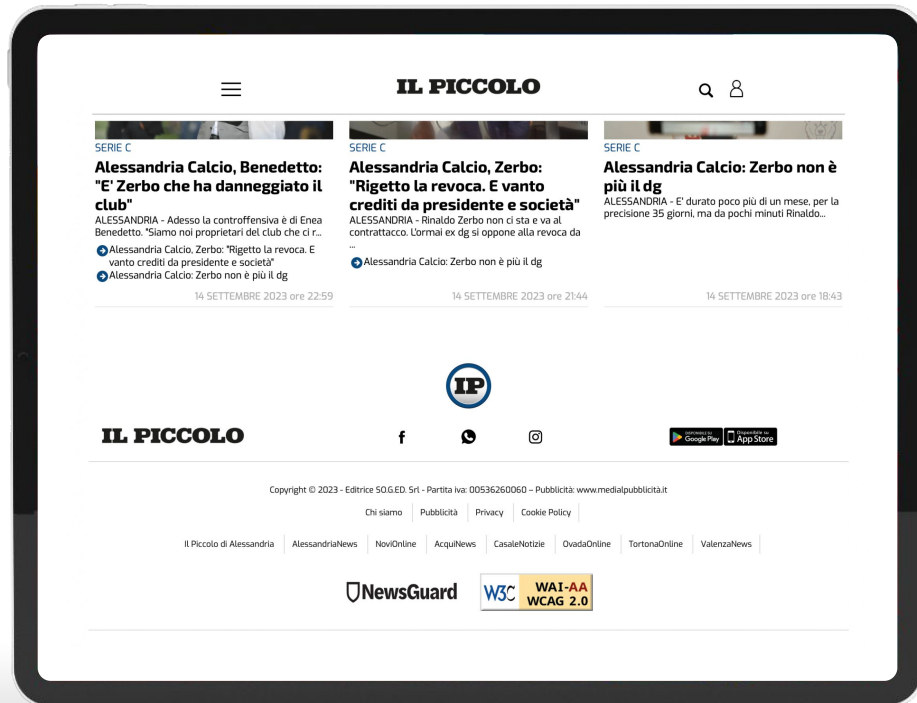 IL PICCOLO
SERIE C
Alessandria Calcio, Benedetto:
"E' Zerbo che ha danneggiato il
club"
ALESSANDRIA - Adesso la controffensiva è di Enea
Benedetto. "Siamo noi proprietari del club che ci r...
Alessandria Calcio, Zerbo: "Rigetto la revoca. E
vanto crediti da presidente e società"
Alessandria Calcio: Zerbo non è più il dg
14 SETTEMBRE 2023 ore 22:59
SERIE C
Alessandria Calcio, Zerbo:
"Rigetto la revoca. E vanto
crediti da presidente e società"
ALESSANDRIA - Rinaldo Zerbo non ci sta e va al
contrattacco. L'ormai ex dg si oppone alla revoca da
...
Alessandria Calcio: Zerbo non è più il dg
14 SETTEMBRE 2023 ore 21:44
SERIE C
Alessandria Calcio: Zerbo non è
più il dg
ALESSANDRIA - E' durato poco più di un mese, per la
precisione 35 giorni, ma da pochi minuti Rinaldo...
14 SETTEMBRE 2023 ore 18:43
IP
IL PICCOLO
DISPONIBILE SU
Google Play
Disponibile su
App Store
Copyright © 2023 - Editrice SO.G.ED. Srl - Partita iva: 00536260060 – Pubblicità: www.medialpubblicità.it
Chi siamo Pubblicità Privacy Cookie Policy
Il Piccolo di Alessandria AlessandriaNews NoviOnline AcquiNews CasaleNotizie OvadaOnline TortonaOnline ValenzaNews
NewsGuard
W3C WAI-AA
WCAG 2.0